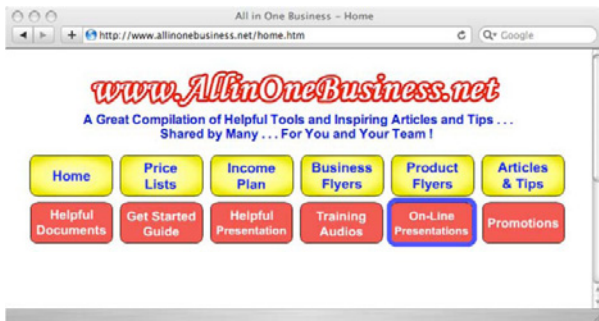 All in One Business – Home
http://www.allinonebusiness.net/home.htm
Google
www.AllinOneBusiness.net
A Great Compilation of Helpful Tools and Inspiring Articles and Tips . . .
Shared by Many . . . For You and Your Team !
Home
Price
Lists
Income
Plan
Business
Flyers
Product
Flyers
Articles
& Tips
Helpful
Documents
Get Started
Guide
Helpful
Presentation
Training
Audios
On-Line
Presentations
Promotions